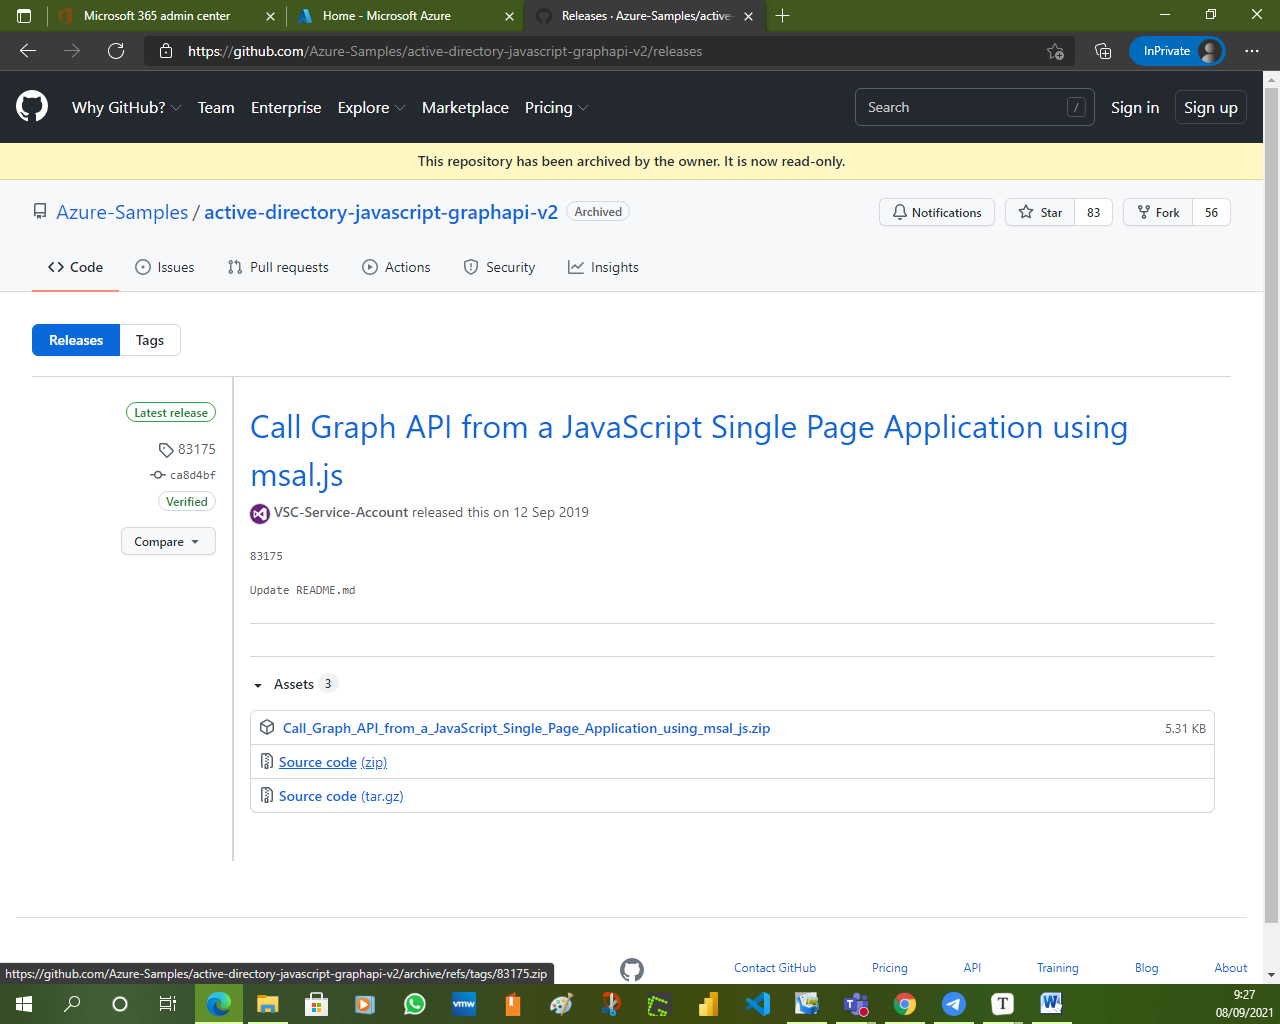 Microsoft 365 admin center
Home - Microsoft Azure
Releases · Azure-Samples/active-
https://github.com/Azure-Samples/active-directory-javascript-graphapi-v2/releases
InPrivate
Why GitHub? Team Enterprise Explore Marketplace Pricing
Search /
Sign in Sign up
This repository has been archived by the owner. It is now read-only.
Azure-Samples / active-directory-javascript-graphapi-v2 Archived
Notifications Star 83 Fork 56
Code Issues Pull requests Actions Security Insights
Releases Tags
Latest release
83175
ca8d4bf
Verified
Compare
Call Graph API from a JavaScript Single Page Application using
msal.js
VSC-Service-Account released this on 12 Sep 2019
83175
Update README.md
Assets 3
Call_Graph_API_from_a_JavaScript_Single_Page_Application_using_msal_js.zip 5.31 KB
Source code (zip)
Source code (tar.gz)
Contact GitHub Pricing API Training Blog About
https://github.com/Azure-Samples/active-directory-javascript-graphapi-v2/archive/refs/tags/83175.zip
vmw
T
W
9:27
08/09/2021